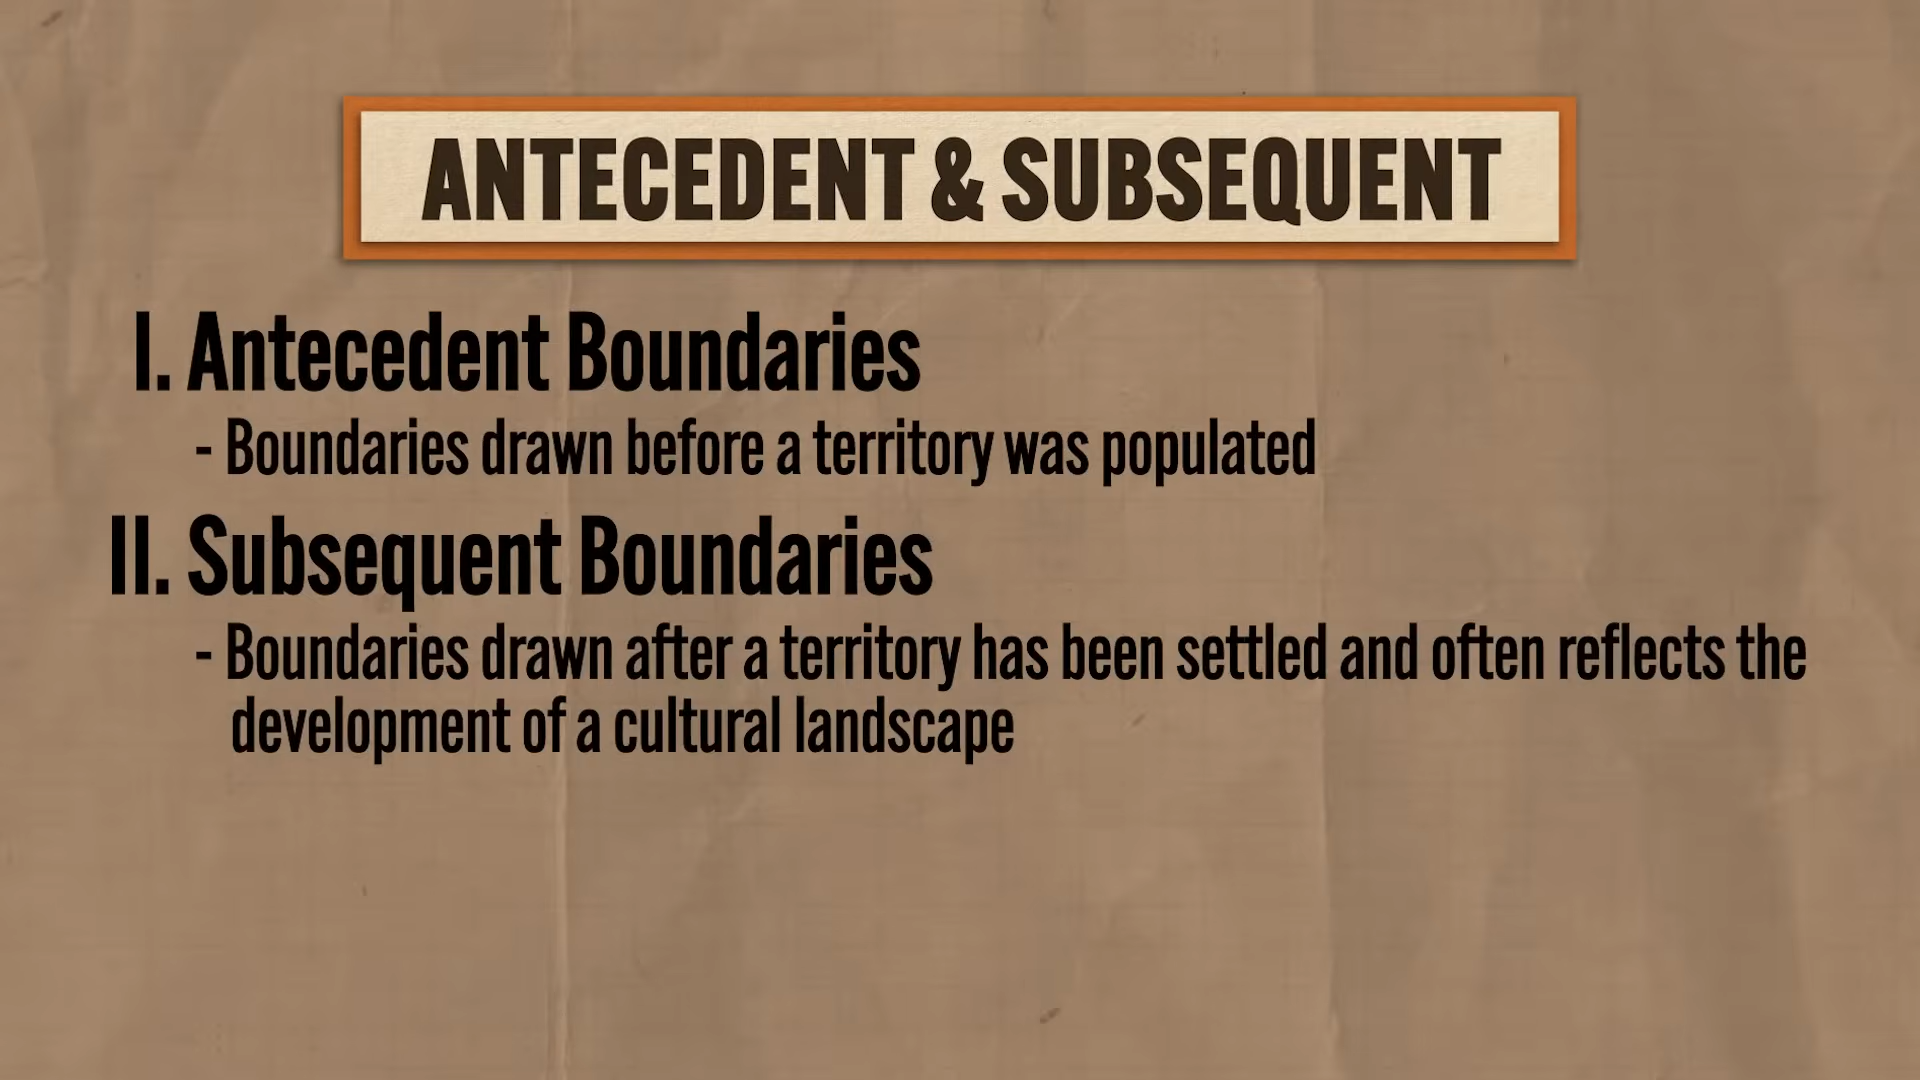 ANTECEDENT & SUBSEQUENT
I. Antecedent Boundaries
- Boundaries drawn before a territory was populated
II. Subsequent Boundaries
- Boundaries drawn after a territory has been settled and often reflects the
development of a cultural landscape